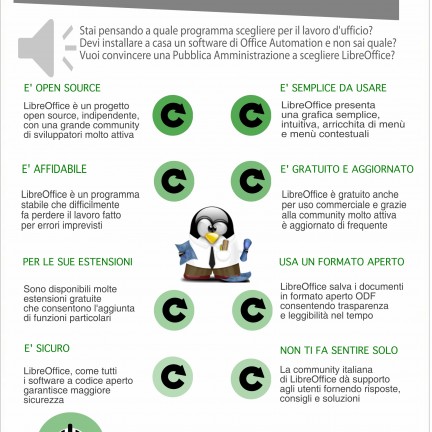 Stai pensando a quale programma scegliere per il lavoro d'ufficio?
Devi installare a casa un software di Office Automation e non sai quale?
Vuoi convincere una Pubblica Amministrazione a scegliere LibreOffice?
E' OPEN SOURCE
LibreOffice è un progetto
open source, indipendente,
con una grande community
di sviluppatori molto attiva
E' SEMPLICE DA USARE
LibreOffice presenta
una grafica semplice,
intuitiva, arricchita di menù
e menù contestuali
E' AFFIDABILE
LibreOffice è un programma
stabile che difficilmente
fa perdere il lavoro fatto
per errori imprevisti
E' GRATUITO E AGGIORNATO
LibreOffice è gratuito anche
per uso commerciale e grazie
alla community molto attiva
è aggiornato di frequente
PER LE SUE ESTENSIONI
Sono disponibili molte
estensioni gratuite
che consentono l'aggiunta
di funzioni particolari
USA UN FORMATO APERTO
LibreOffice salva i documenti
in formato aperto ODF
consentendo trasparenza
e leggibilità nel tempo
E' SICURO
LibreOffice, come tutti
i software a codice aperto
garantisce maggiore
sicurezza
NON TI FA SENTIRE SOLO
La community italiana
di LibreOffice dà supporto
agli utenti fornendo risposte,
consigli e soluzioni